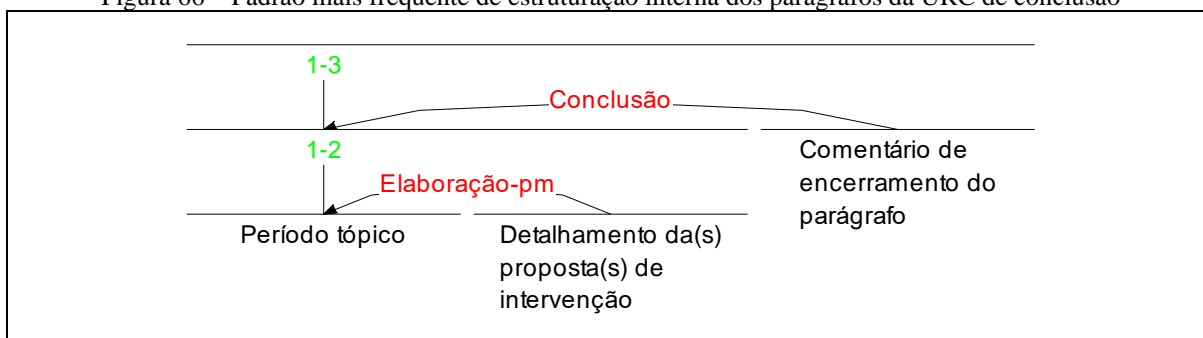 Figura 66 – Padrão mais frequente de estruturação interna dos parágrafos da URC de conclusão
1-3
Conclusão
1-2
Comentário de
encerramento do
parágrafo
Elaboração-pm
Período tópico
Detalhamento da(s)
proposta(s) de
intervenção